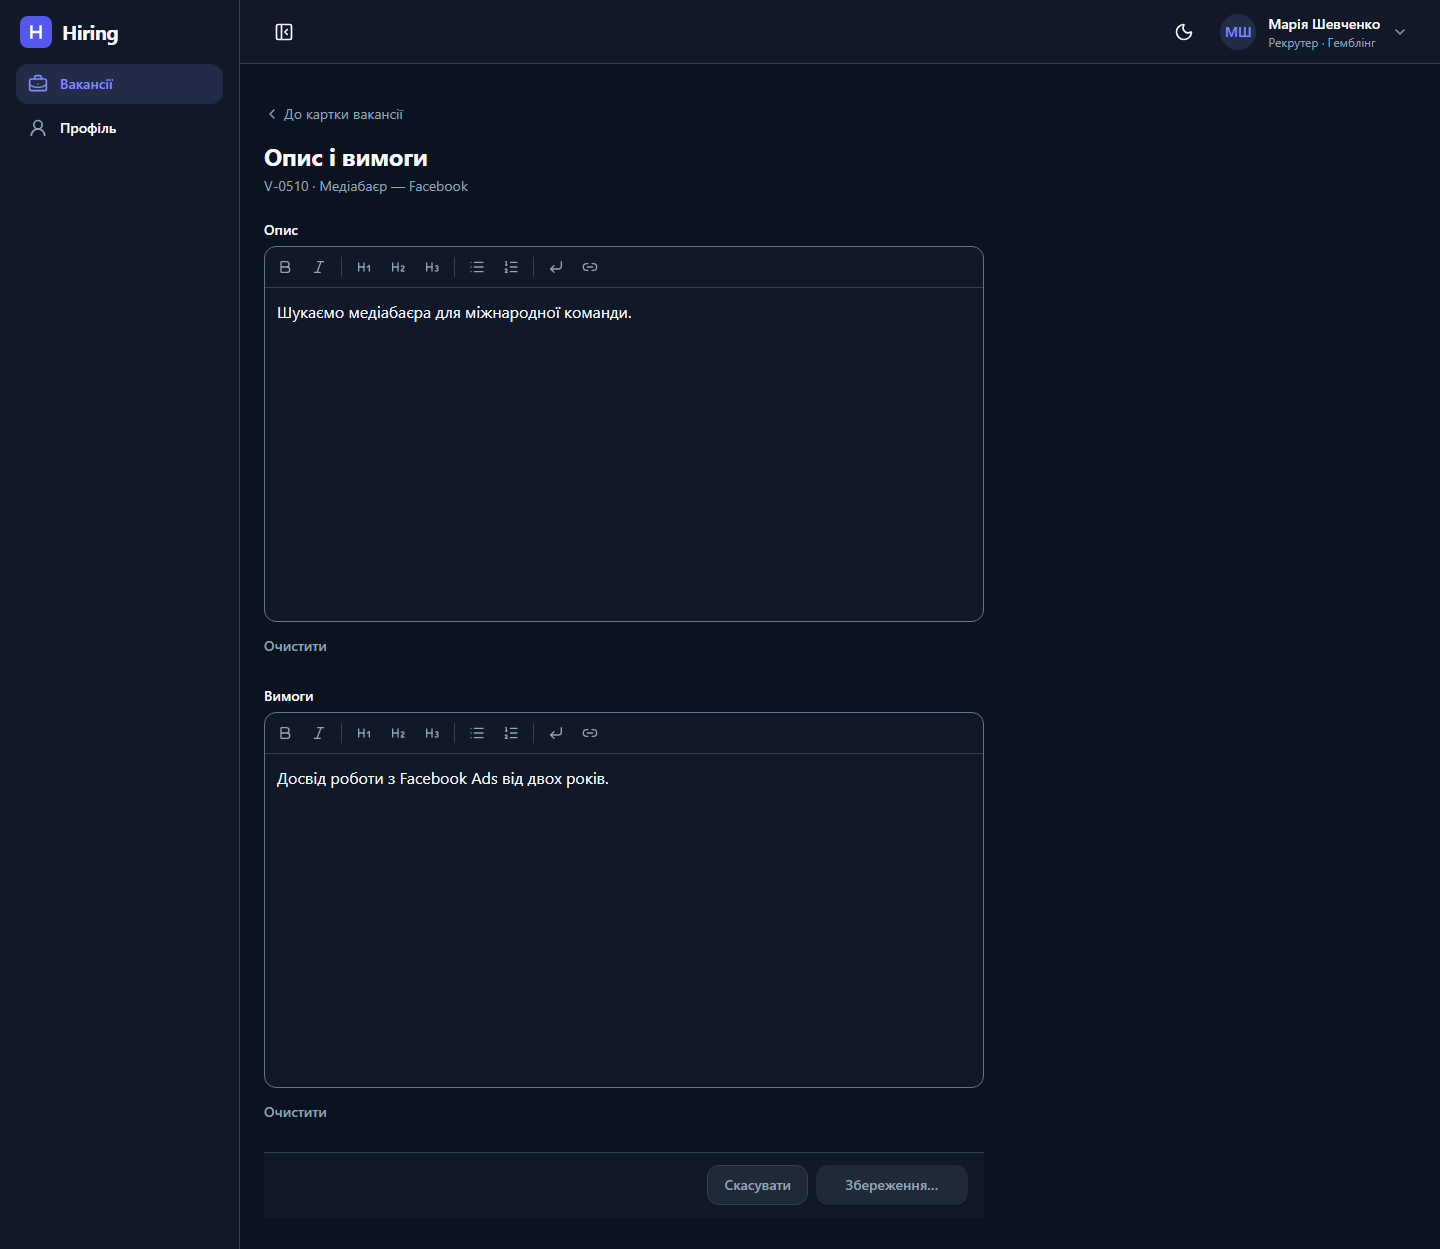 H Hiring
Вакансії
Профіль
МШ
Марія Шевченко
Рекрутер · Гемблінг
До картки вакансії
Опис і вимоги
V-0510 · Медіабаєр — Facebook
Опис
B I H1 H2 H3
Шукаємо медіабаєра для міжнародної команди.
Очистити
Вимоги
B I H1 H2 H3
Досвід роботи з Facebook Ads від двох років.
Очистити
Скасувати
Збереження...